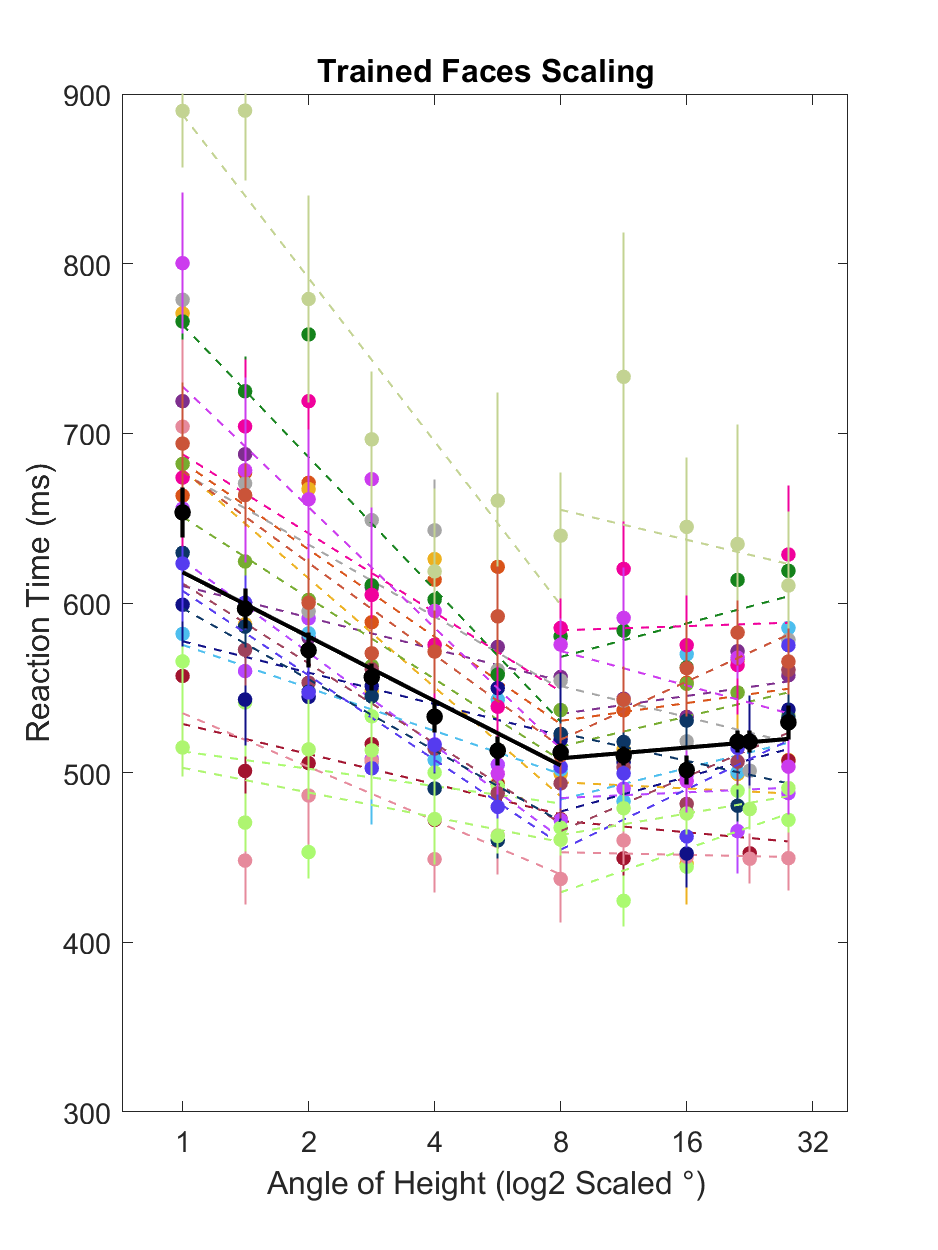 Trained Faces Scaling
900
800
700
600
500
400
300
Reaction Time (ms)
1 2 4 8 16 32
Angle of Height (log2 Scaled °)